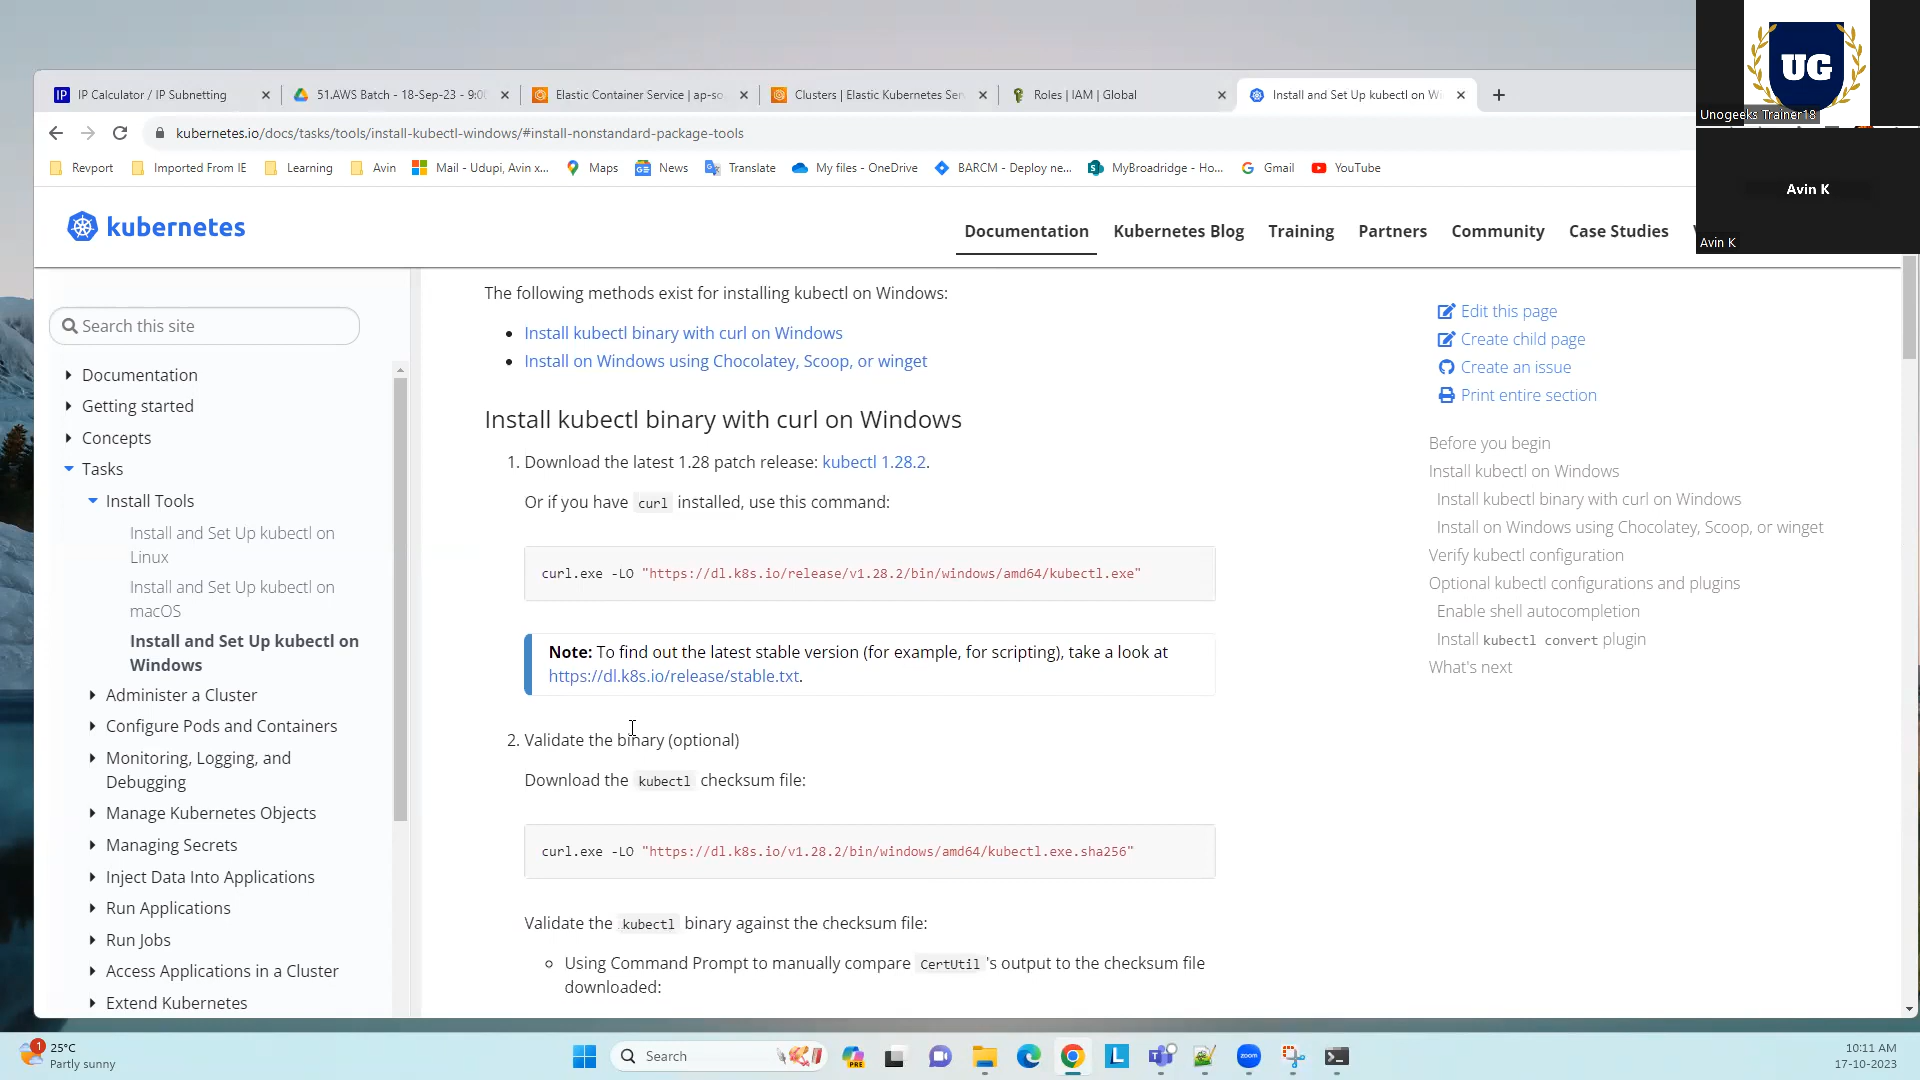 IP Calculator / IP Subnetting
51.AWS Batch - 18-Sep-23 - 9:0
Elastic Container Service | ap-so
Clusters | Elastic Kubernetes Ser
Roles | IAM | Global
Install and Set Up kubectl on Wi
UG
Unogeeks Trainer18
kubernetes.io/docs/tasks/tools/install-kubectl-windows/#install-nonstandard-package-tools
Revport
Imported From IE
Learning
Avin
Mail - Udupi, Avin x...
Maps
News
Translate
My files - OneDrive
BARCM - Deploy ne...
MyBroadridge - Ho...
Gmail
YouTube
Avin K
Avin K
kubernetes
Documentation
Kubernetes Blog
Training
Partners
Community
Case Studies
Search this site
Documentation
Getting started
Concepts
Tasks
Install Tools
Install and Set Up kubectl on
Linux
Install and Set Up kubectl on
macOS
Install and Set Up kubectl on
Windows
Administer a Cluster
Configure Pods and Containers
Monitoring, Logging, and
Debugging
Manage Kubernetes Objects
Managing Secrets
Inject Data Into Applications
Run Applications
Run Jobs
Access Applications in a Cluster
Extend Kubernetes
The following methods exist for installing kubectl on Windows:
• Install kubectl binary with curl on Windows
• Install on Windows using Chocolatey, Scoop, or winget
Install kubectl binary with curl on Windows
1. Download the latest 1.28 patch release: kubectl 1.28.2.
Or if you have curl installed, use this command:
curl.exe -LO "https://dl.k8s.io/release/v1.28.2/bin/windows/amd64/kubectl.exe"
Note: To find out the latest stable version (for example, for scripting), take a look at
https://dl.k8s.io/release/stable.txt.
2. Validate the binary (optional)
Download the kubectl checksum file:
curl.exe -LO "https://dl.k8s.io/v1.28.2/bin/windows/amd64/kubectl.exe.sha256"
Validate the kubectl binary against the checksum file:
Using Command Prompt to manually compare CertUtil's output to the checksum file
downloaded:
Edit this page
Create child page
Create an issue
Print entire section
Before you begin
Install kubectl on Windows
Install kubectl binary with curl on Windows
Install on Windows using Chocolatey, Scoop, or winget
Verify kubectl configuration
Optional kubectl configurations and plugins
Enable shell autocompletion
Install kubectl convert plugin
What's next
1
25°C
Partly sunny
Search
PRE
L
zoom
10:11 AM
17-10-2023